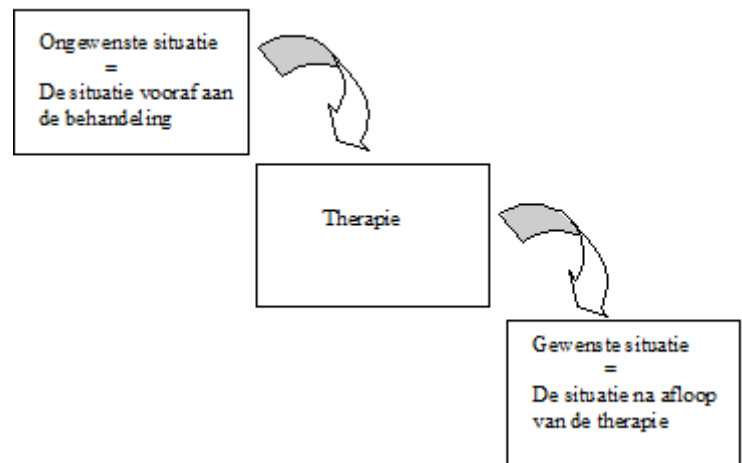 Ongewenste situatie
=
De situatie vooraf aan
de behandeling
Therapie
Gewenste situatie
=
De situatie na afloop
van de therapie